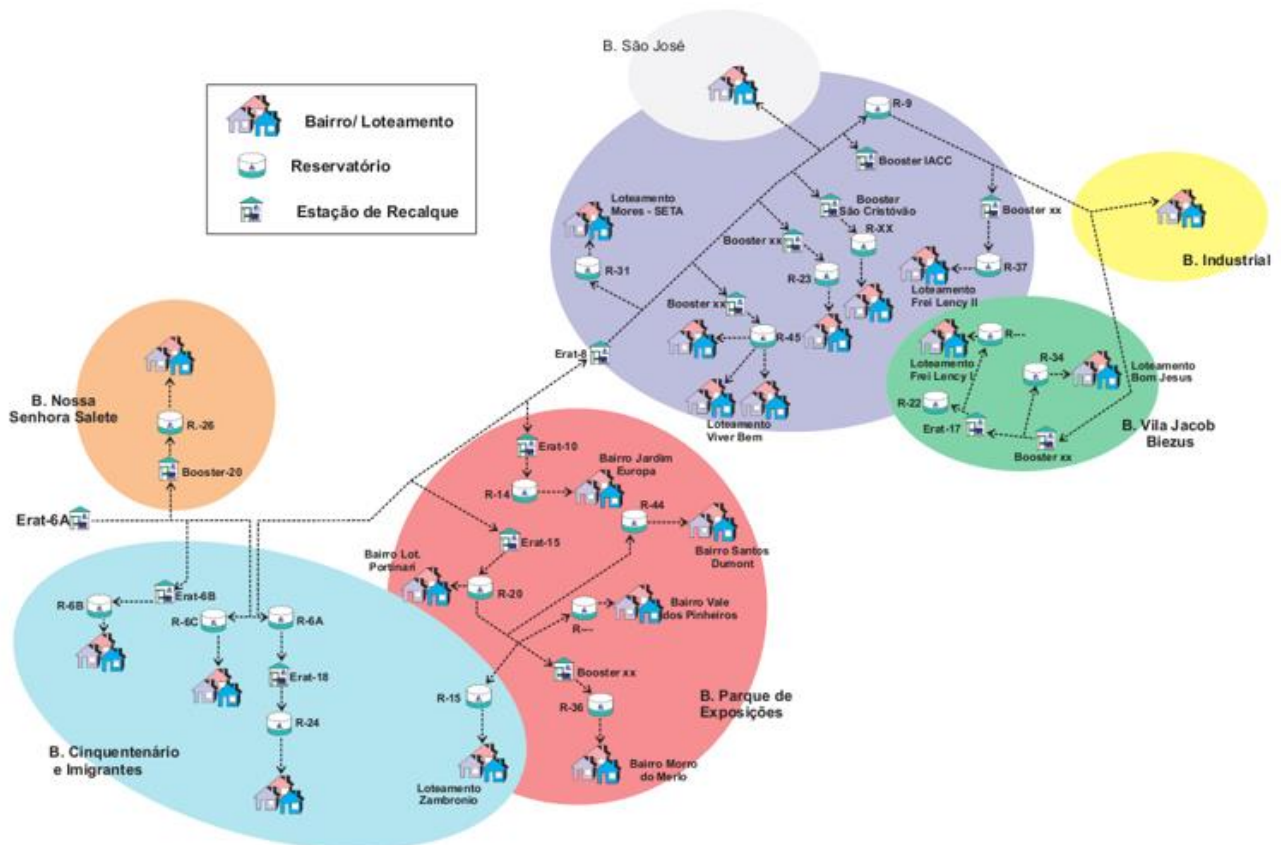 B. São José
Bairro/ Loteamento
Reservatório
Estação de Recalque
R-9
Booster IACC
Loteamento
Mores - SETA
Booster
São Cristóvão
Booster xx
Booster xx
R-XX
R-31
R-23
R-37
B. Industrial
Loteamento
Frei Lency II
Booster xx
R-45
R---
Erat-8
R-34
Loteamento
Frei Lency I
Loteamento
Bom Jesus
B. Nossa
Senhora Salete
R.-26
R-22
Loteamento
Viver Bem
Erat-17
B. Vila Jacob
Biezus
Booster xx
Erat-10
Booster-20
Bairro Jardim
Europa
R-14
R-44
Erat-6A
Erat-15
Bairro Santos
Dumont
Bairro Lot.
Portinari
R-20
Erat-6B
R-6B
Bairro Vale
dos Pinheiros
R-6C
R-6A
R---
Erat-18
Booster xx
R-15
B. Parque de
Exposições
R-36
R-24
B. Cinquentenário
e Imigrantes
Bairro Morro
do Merlo
Loteamento
Zambronio